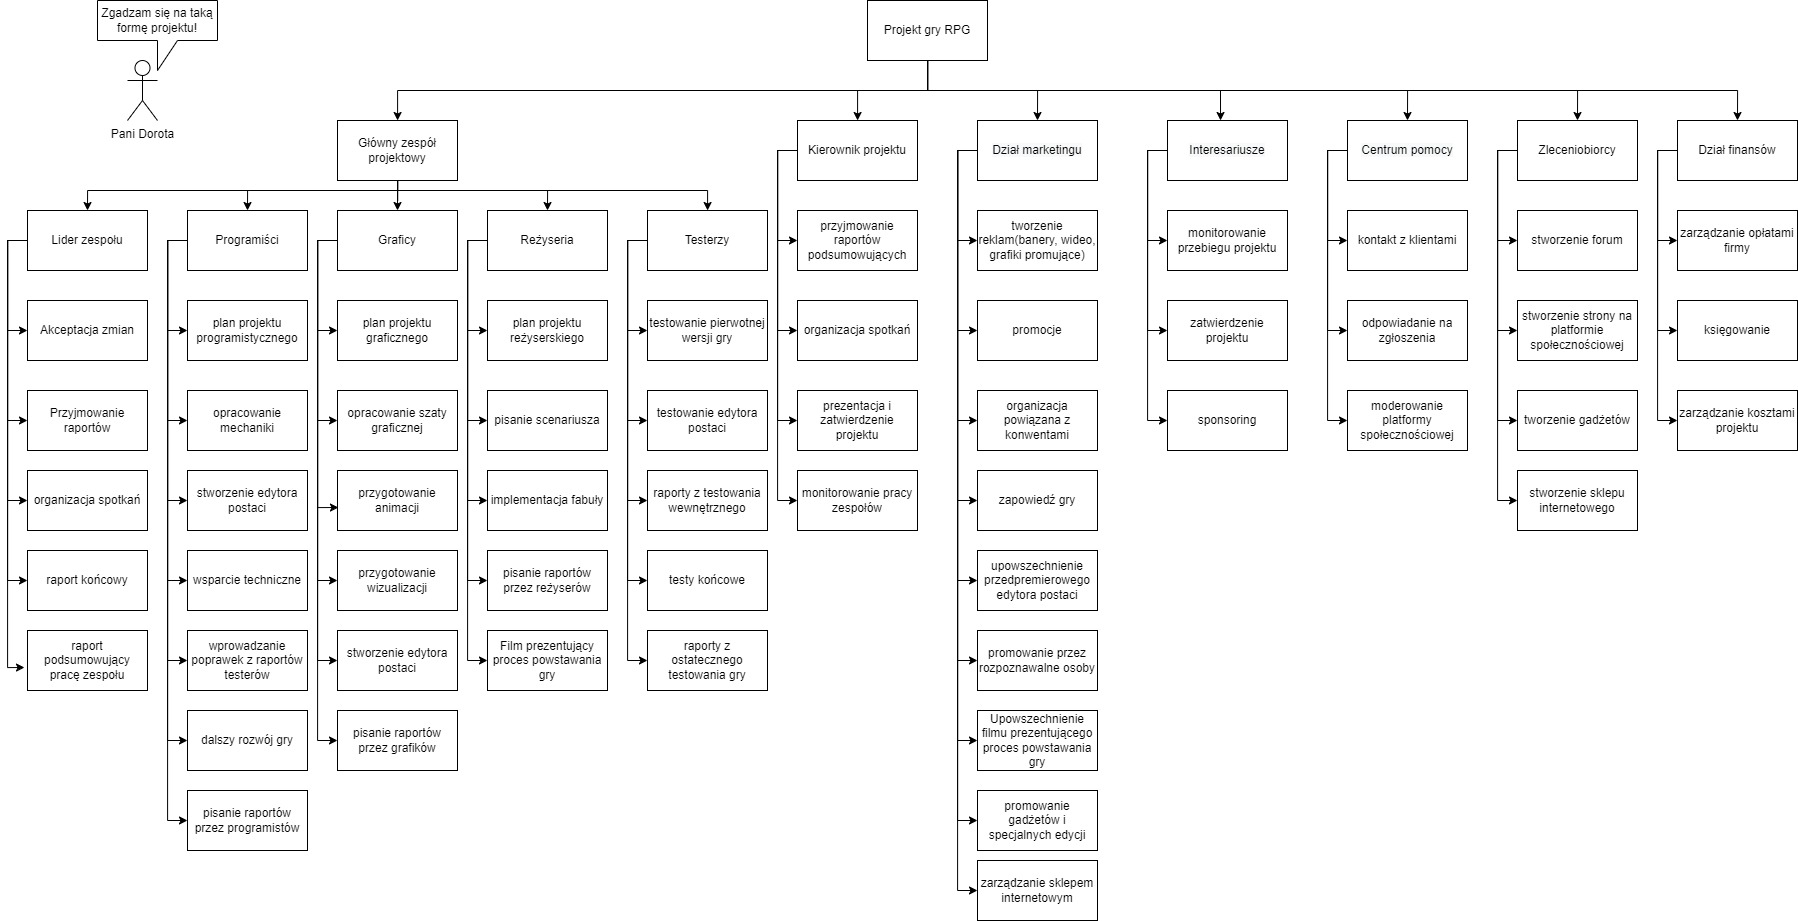 Zgadzam się na taką
formę projektu!
Pani Dorota
Projekt gry RPG
Główny zespół
projektowy
Lider zespołu
Akceptacja zmian
Przyjmowanie
raportów
organizacja spotkań
raport końcowy
raport
podsumowujący
pracę zespołu
Programiści
plan projektu
programistycznego
opracowanie
mechaniki
stworzenie edytora
postaci
wsparcie techniczne
wprowadzanie
poprawek z raportów
testerów
dalszy rozwój gry
pisanie raportów
przez programistów
Graficy
plan projektu
graficznego
opracowanie szaty
graficznej
przygotowanie
animacji
przygotowanie
wizualizacji
stworzenie edytora
postaci
pisanie raportów
przez grafików
Reżyseria
plan projektu
reżyserskiego
pisanie scenariusza
implementacja fabuły
pisanie raportów
przez reżyserów
Film prezentujący
proces powstawania
gry
Testerzy
testowanie pierwotnej
wersji gry
testowanie edytora
postaci
raporty z testowania
wewnętrznego
testy końcowe
raporty z
ostatecznego
testowania gry
Kierownik projektu
przyjmowanie
raportów
podsumowujących
organizacja spotkań
prezentacja i
zatwierdzenie
projektu
monitorowanie pracy
zespołów
Dział marketingu
tworzenie
reklam(banery, wideo,
grafiki promujące)
promocje
organizacja
powiązana z
konwentami
zapowiedź gry
upowszechnienie
przedpremierowego
edytora postaci
promowanie przez
rozpoznawalne osoby
Upowszechnienie
filmu prezentującego
proces powstawania
gry
promowanie
gadżetów i
specjalnych edycji
zarządzanie sklepem
internetowym
Interesariusze
monitorowanie
przebiegu projektu
zatwierdzenie
projektu
sponsoring
Centrum pomocy
kontakt z klientami
odpowiadanie na
zgłoszenia
moderowanie
platformy
społecznościowej
Zleceniobiorcy
stworzenie forum
stworzenie strony na
platformie
społecznościowej
tworzenie gadżetów
stworzenie sklepu
internetowego
Dział finansów
zarządzanie opłatami
firmy
księgowanie
zarządzanie kosztami
projektu